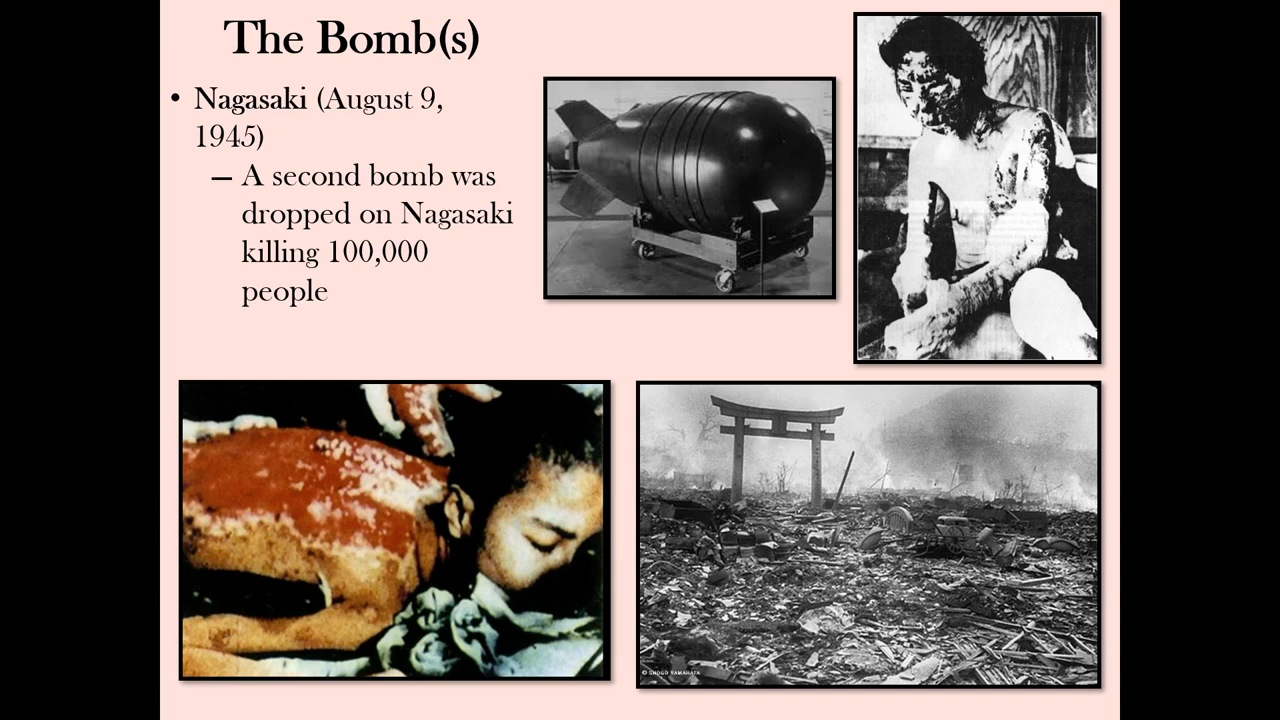 The Bomb(s)
• Nagasaki (August 9,
1945)
– A second bomb was
dropped on Nagasaki
killing 100,000
people
© SHOGO YAMAHATA